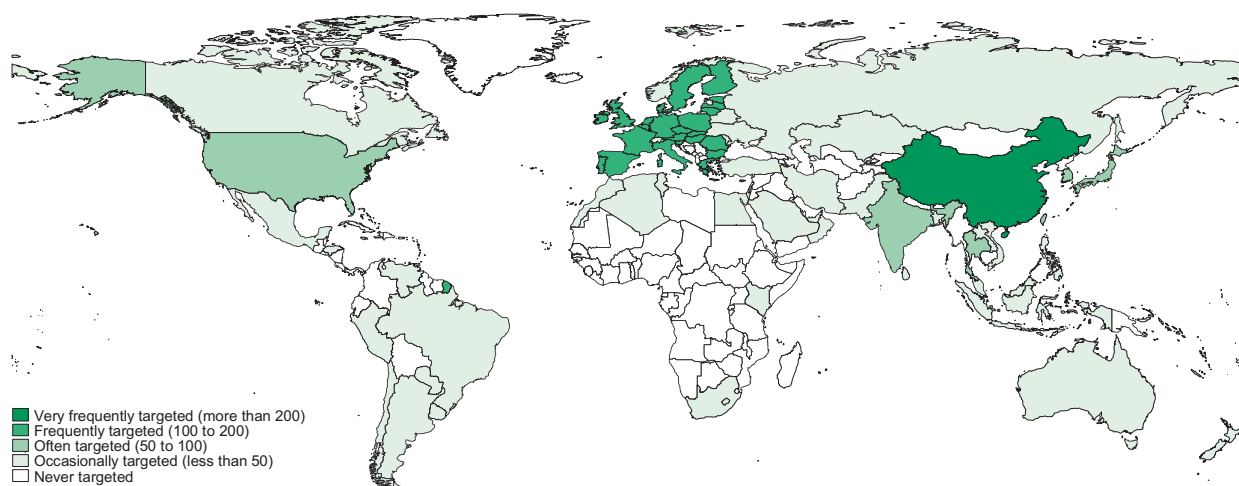 Very frequently targeted (more than 200)
Frequently targeted (100 to 200)
Often targeted (50 to 100)
Occasionally targeted (less than 50)
Never targeted